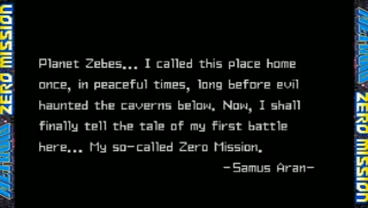 Planet Zebes... I called this place home
once, in peaceful times, long before evil
haunted the caverns below. Now, I shall
finally tell the tale of my first battle
here... My so-called Zero Mission.
-Samus Aran-
ZERO MISSION
ZERO MISSION